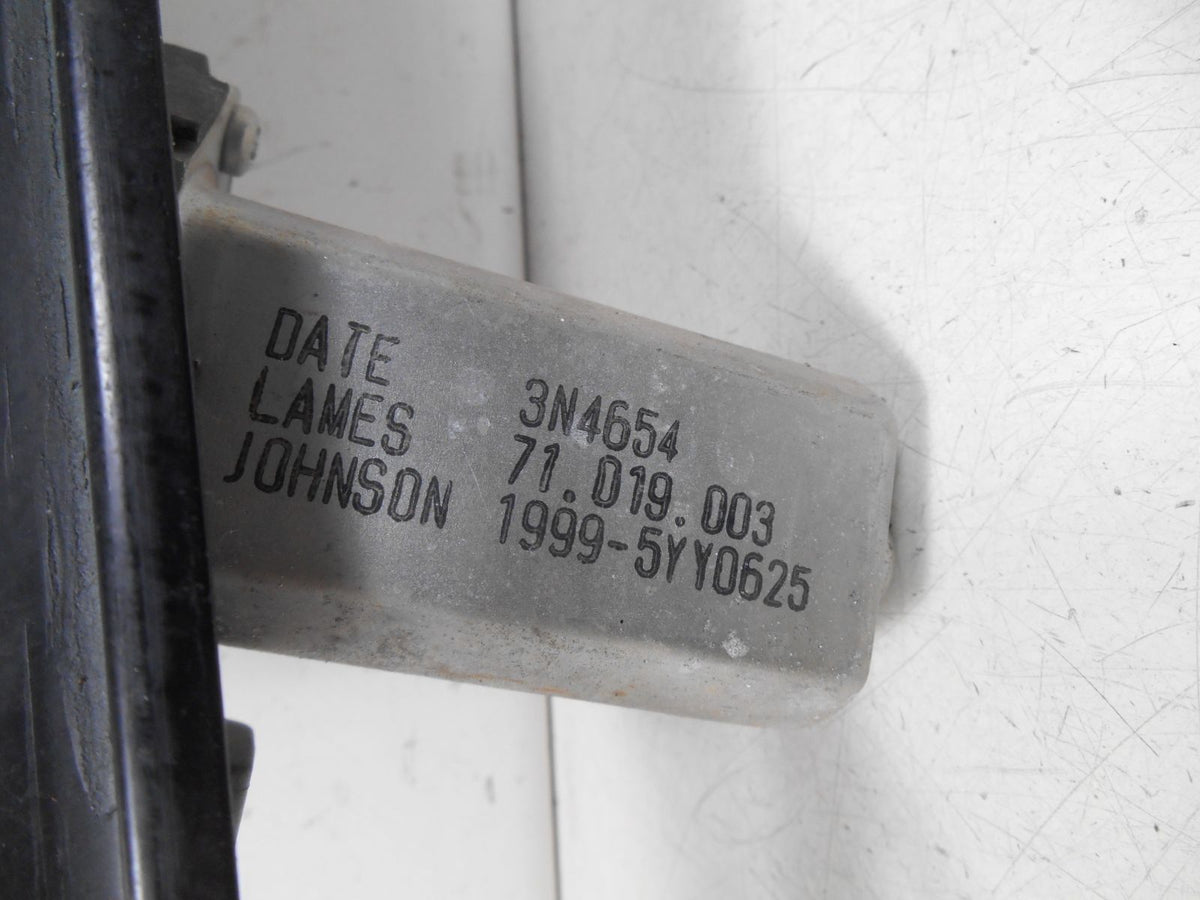 DATE 3N4654
LAMES 71.019.003
JOHNSON 1999-5YY0625